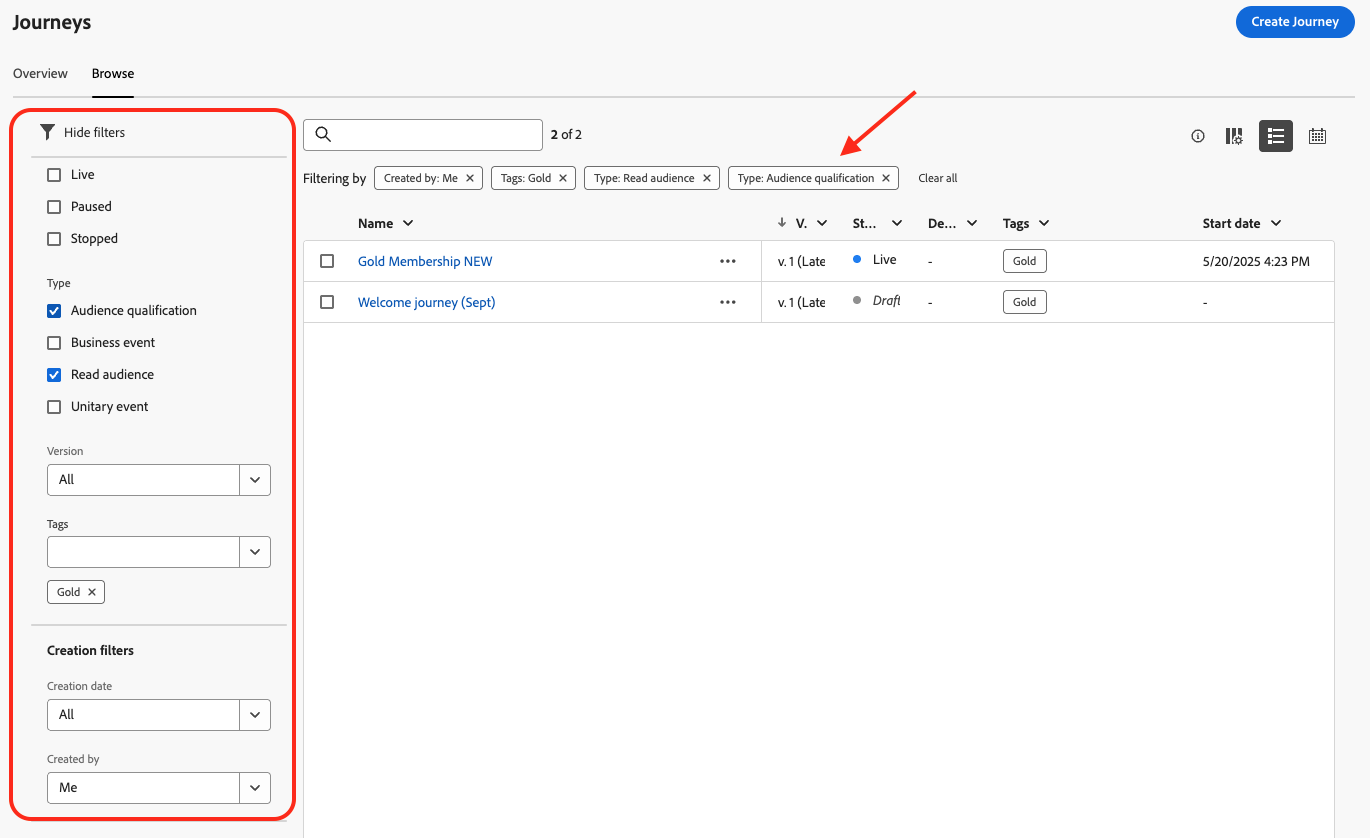 Journeys
Create Journey
Overview
Browse
Hide filters
Live
Paused
Stopped
Type
Audience qualification
Business event
Read audience
Unitary event
Version
All
Tags
Gold
Creation filters
Creation date
All
Created by
Me
2 of 2
Filtering by Created by: Me Tags: Gold Type: Read audience Type: Audience qualification Clear all
Name V. St... De... Tags Start date
Gold Membership NEW v. 1 (Late Live - Gold 5/20/2025 4:23 PM
Welcome journey (Sept) v. 1 (Late Draft - Gold -